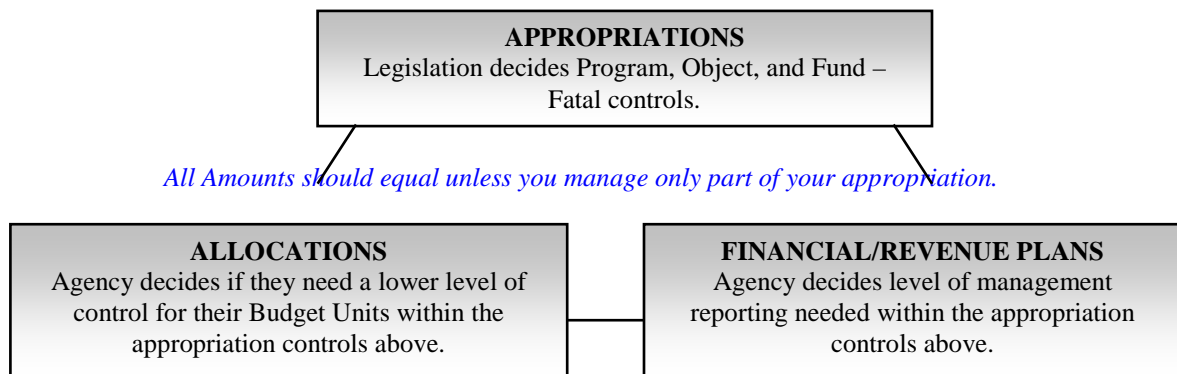 APPROPRIATIONS
Legislation decides Program, Object, and Fund –
Fatal controls.
All Amounts should equal unless you manage only part of your appropriation.
ALLOCATIONS
Agency decides if they need a lower level of
control for their Budget Units within the
appropriation controls above.
FINANCIAL/REVENUE PLANS
Agency decides level of management
reporting needed within the appropriation
controls above.